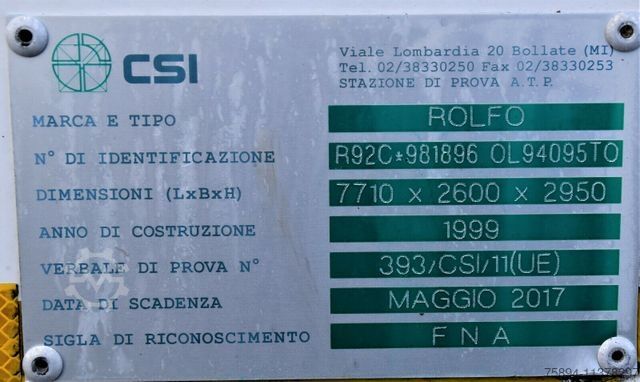 CSI
Viale Lombardia 20 Bollate (MI)
Tel. 02/38330250 Fax 02/38330253
STAZIONE DI PROVA A.T.P.
MARCA E TIPO ROLFO
N° DI IDENTIFICAZIONE R92C*981896 OL94095TO
DIMENSIONI (LxBxH) 7710 x 2600 x 2950
ANNO DI COSTRUZIONE 1999
VERBALE DI PROVA N° 393/CSI/11(UE)
DATA DI SCADENZA MAGGIO 2017
SIGLA DI RICONOSCIMENTO FNA